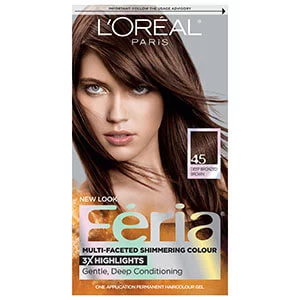 IMPORTANT: FOLLOW THE USAGE ADVISORY
L'ORÉAL
PARIS
45
DEEP BRONZED
BROWN
NEW LOOK
Féria
MULTI-FACETED SHIMMERING COLOUR
3X HIGHLIGHTS
Gentle, Deep Conditioning
ONE APPLICATION PERMANENT HAIRCOLOUR GEL